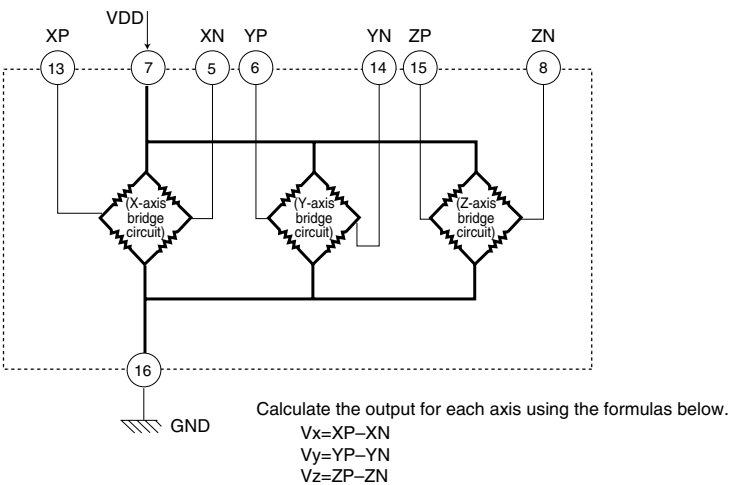 VDD
XP XN YP YN ZP ZN
13 7 5 6 14 15 8
(X-axis
bridge
circuit)
(Y-axis
bridge
circuit)
(Z-axis
bridge
circuit)
16
GND
Calculate the output for each axis using the formulas below.
Vx=XP–XN
Vy=YP–YN
Vz=ZP–ZN